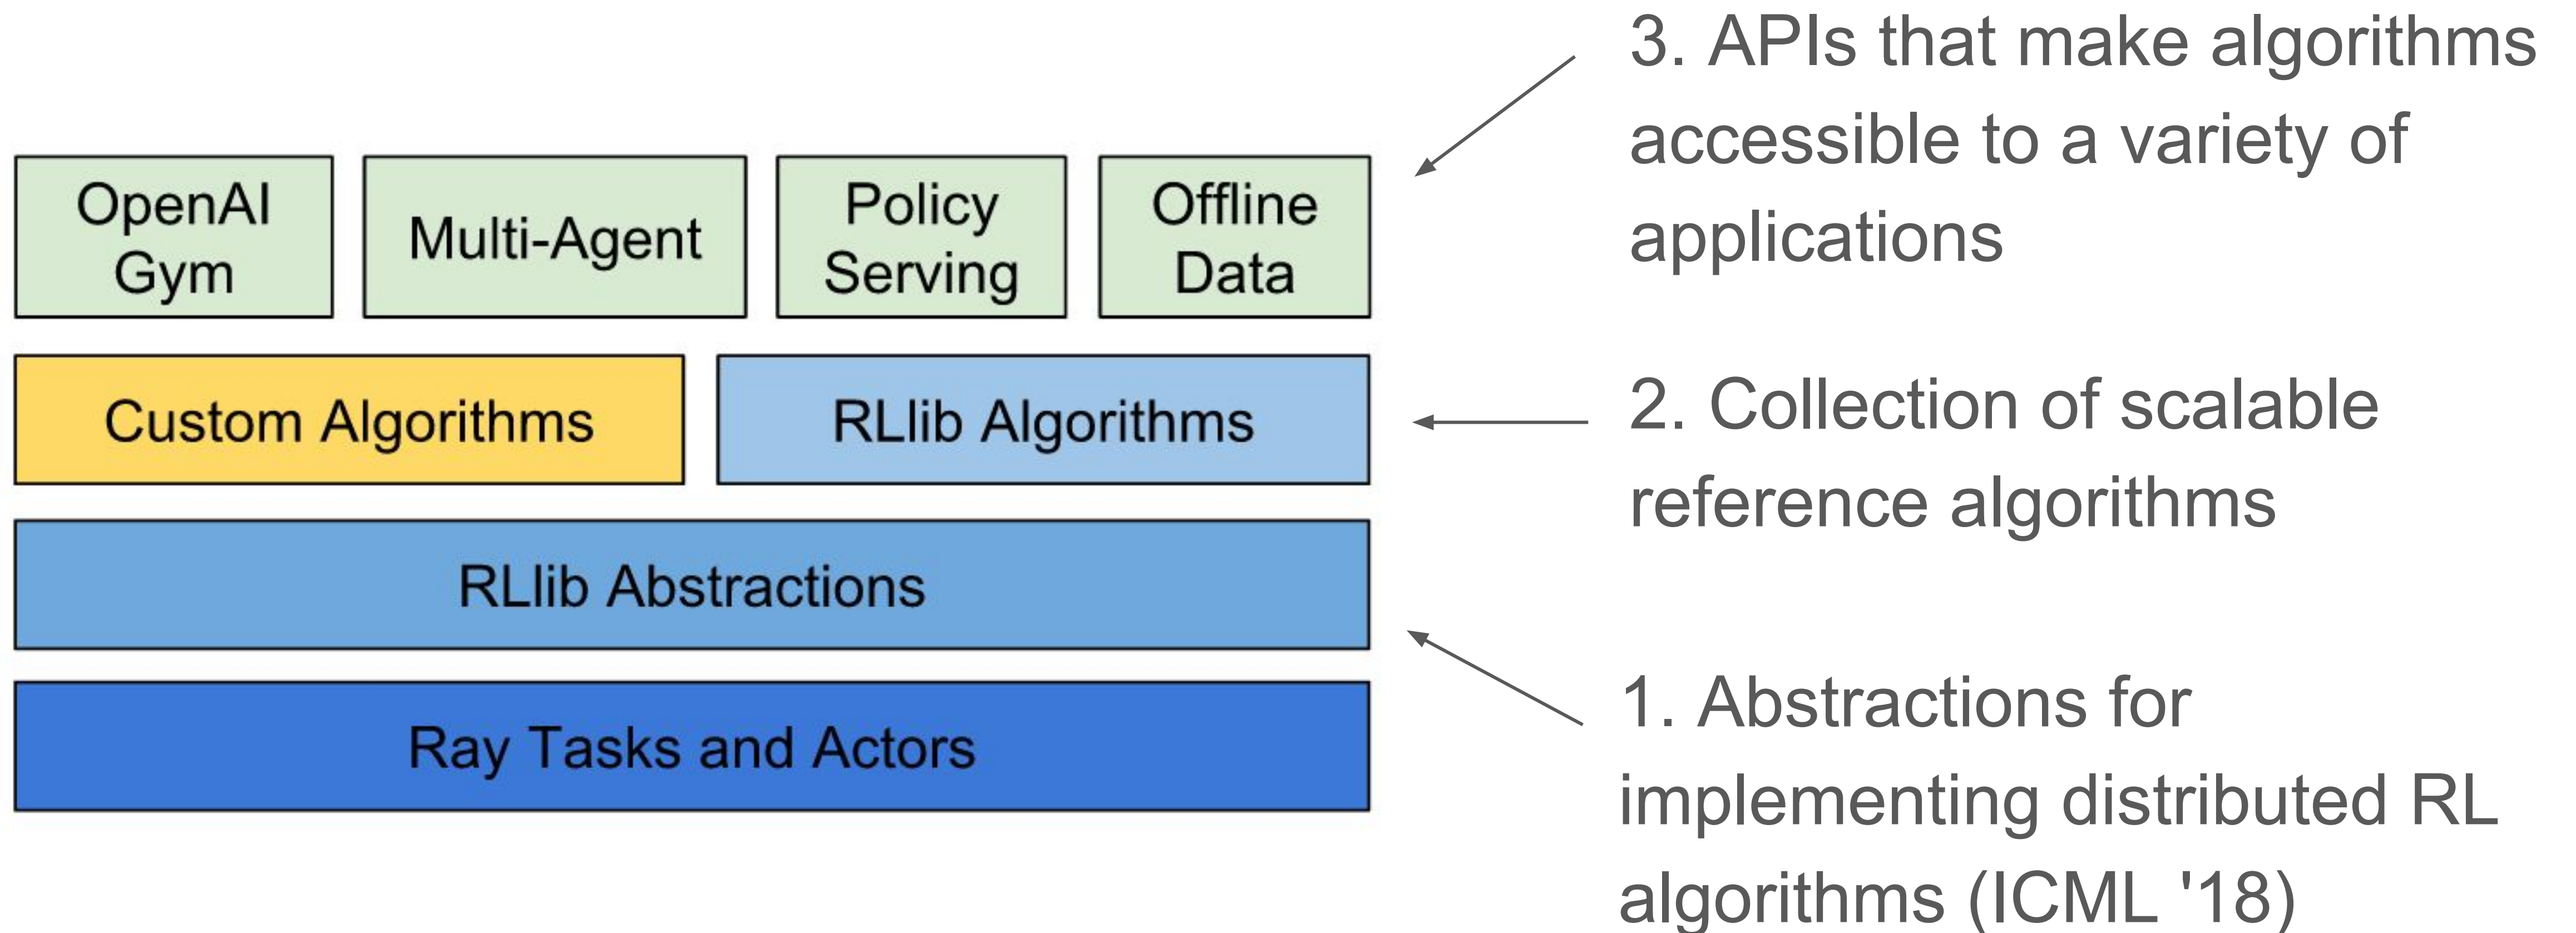 OpenAI
Gym
Multi-Agent
Policy
Serving
Offline
Data
Custom Algorithms
RLlib Algorithms
RLlib Abstractions
Ray Tasks and Actors
3. APIs that make algorithms
accessible to a variety of
applications
2. Collection of scalable
reference algorithms
1. Abstractions for
implementing distributed RL
algorithms (ICML '18)